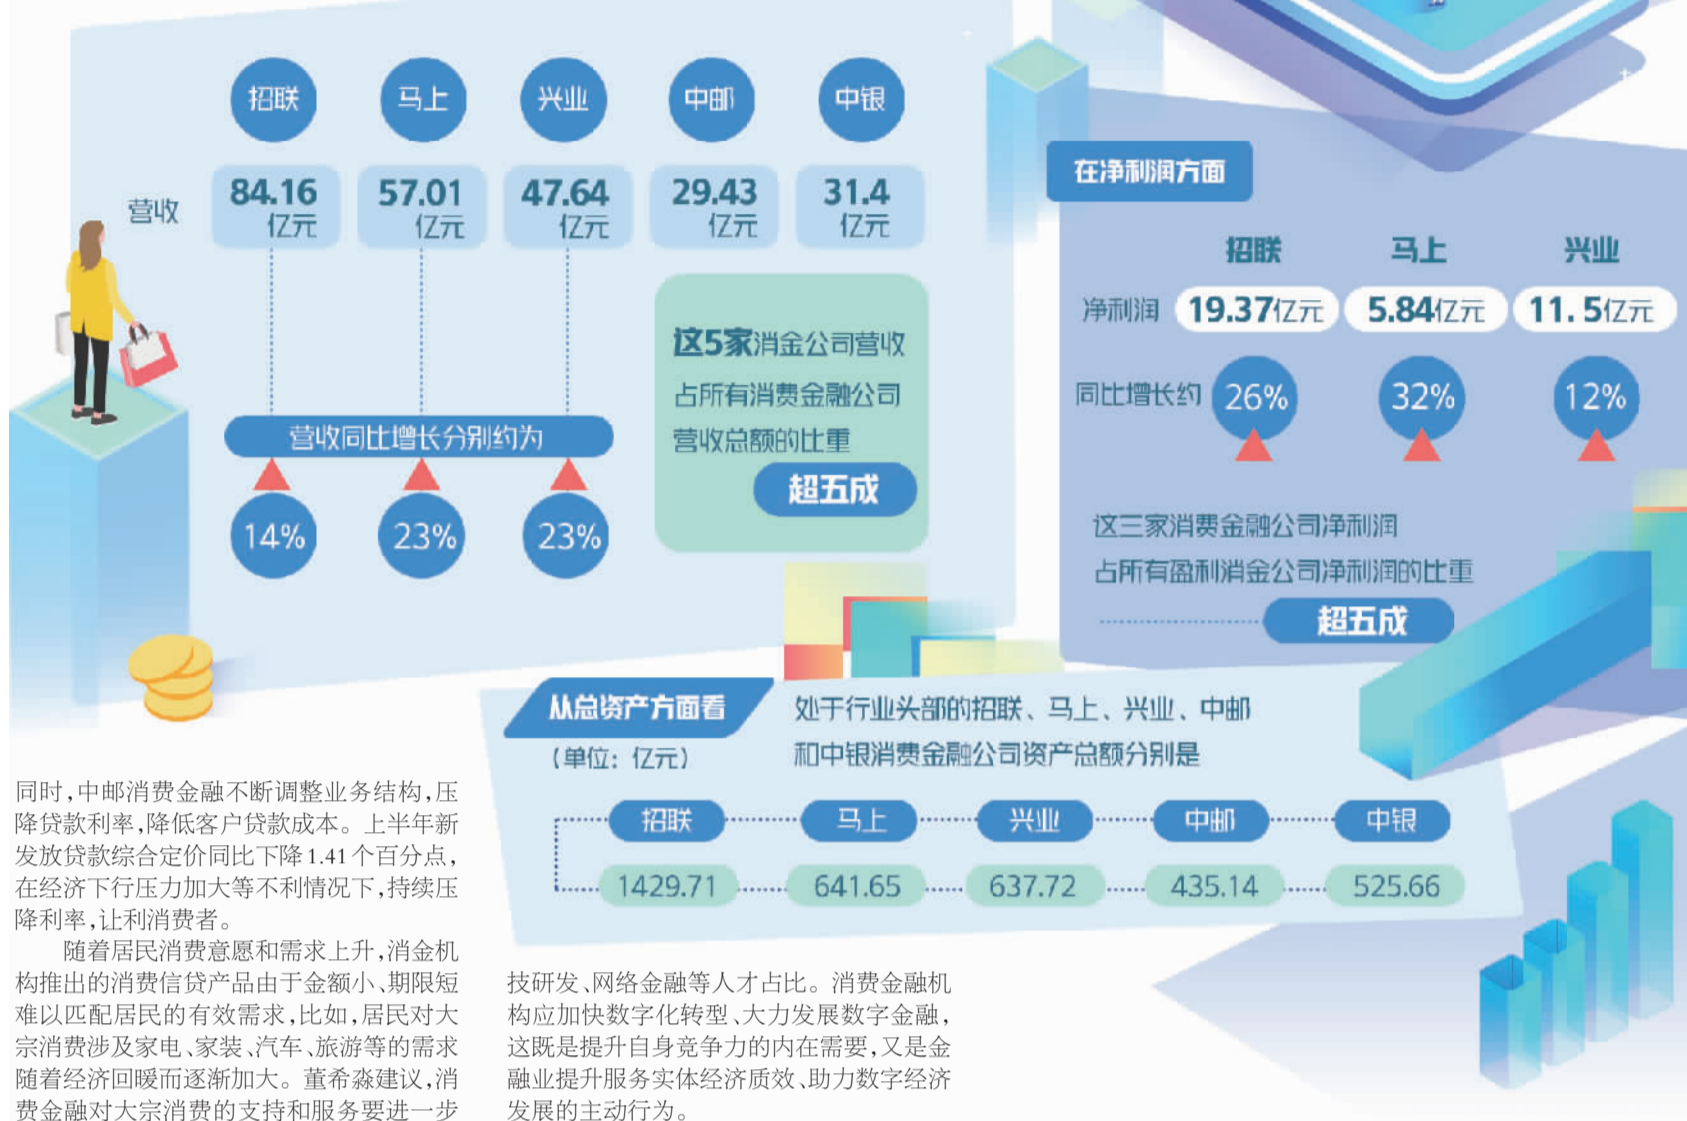 招联 马上 兴业 中邮 中银
营收 84.16亿元 57.01亿元 47.64亿元 29.43亿元 31.4亿元
营收同比增长分别约为
14% 23% 23%
这5家消金公司营收
占所有消费金融公司
营收总额的比重
超五成
在净利润方面
招联 马上 兴业
净利润 19.37亿元 5.84亿元 11.5亿元
同比增长约 26% 32% 12%
这三家消费金融公司净利润
占所有盈利消金公司净利润的比重
超五成
从总资产方面看
(单位：亿元)
处于行业头部的招联、马上、兴业、中邮
和中银消费金融公司资产总额分别是
招联 马上 兴业 中邮 中银
1429.71 641.65 637.72 435.14 525.66
同时，中邮消费金融不断调整业务结构，压
降贷款利率，降低客户贷款成本。上半年新
发放贷款综合定价同比下降1.41个百分点，
在经济下行压力加大等不利情况下，持续压
降利率，让利消费者。
随着居民消费意愿和需求上升，消金机
构推出的消费信贷产品由于金额小、期限短
难以匹配居民的有效需求，比如，居民对大
宗消费涉及家电、家装、汽车、旅游等的需求
随着经济回暖而逐渐加大。董希淼建议，消
费金融对大宗消费的支持和服务要进一步
技研发、网络金融等人才占比。消费金融机
构应加快数字化转型、大力发展数字金融，
这既是提升自身竞争力的内在需要，又是金
融业提升服务实体经济质效、助力数字经济
发展的主动行为。